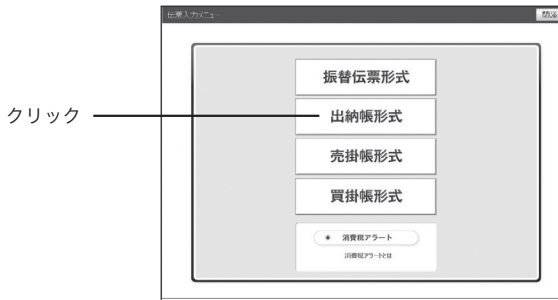 伝票入力メニュー
振替伝票形式
クリック
出納帳形式
売掛帳形式
買掛帳形式
消費税アラート
消費税アラートとは